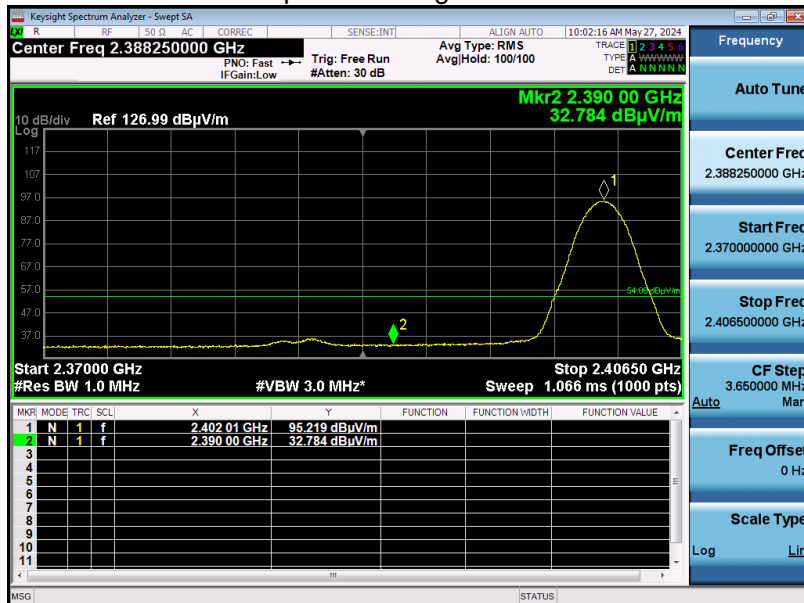 Keysight Spectrum Analyzer - Swept SA
LXI R RF 50 Ω AC CORREC SENSE:INT ALIGN AUTO 10:02:16 AM May 27, 2024
Center Freq 2.388250000 GHz
PNO: Fast
IFGain:Low
Trig: Free Run
#Atten: 30 dB
Avg Type: RMS
Avg|Hold: 100/100
TRACE 1 2 3 4 5 6
TYPE A WWWWW
DET A N N N N N
Mkr2 2.390 00 GHz
32.784 dBµV/m
10 dB/div Ref 126.99 dBµV/m
Log
117
107
97.0
87.0
77.0
67.0
57.0
47.0
37.0
1
54.00 dBµV/m
2
Start 2.37000 GHz Stop 2.40650 GHz
#Res BW 1.0 MHz #VBW 3.0 MHz* Sweep 1.066 ms (1000 pts)
MKR MODE TRC SCL X Y FUNCTION FUNCTION WIDTH FUNCTION VALUE
1 N 1 f 2.402 01 GHz 95.219 dBµV/m
2 N 1 f 2.390 00 GHz 32.784 dBµV/m
3
4
5
6
7
8
9
10
11
MSG STATUS
Frequency
Auto Tune
Center Freq
2.388250000 GHz
Start Freq
2.370000000 GHz
Stop Freq
2.406500000 GHz
CF Step
3.650000 MHz
Auto Man
Freq Offset
0 Hz
Scale Type
Log Lin